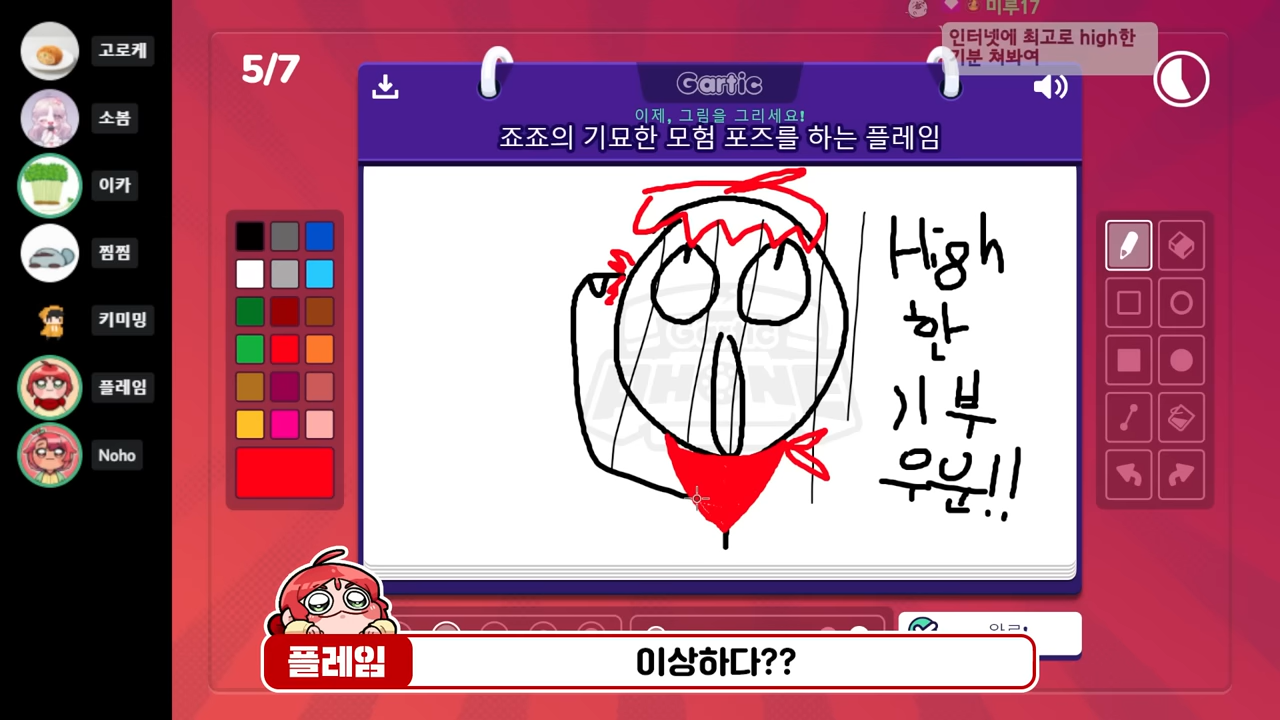 미루17
인터넷에 최고로 high한
기분 쳐봐여
고로케
소봄
이카
찜찜
키미밍
플레임
Noho
5/7
Gartic
이제, 그림을 그리세요!
죠죠의 기묘한 모험 포즈를 하는 플레임
High
한
기부
우분!!
플레임
이상하다??